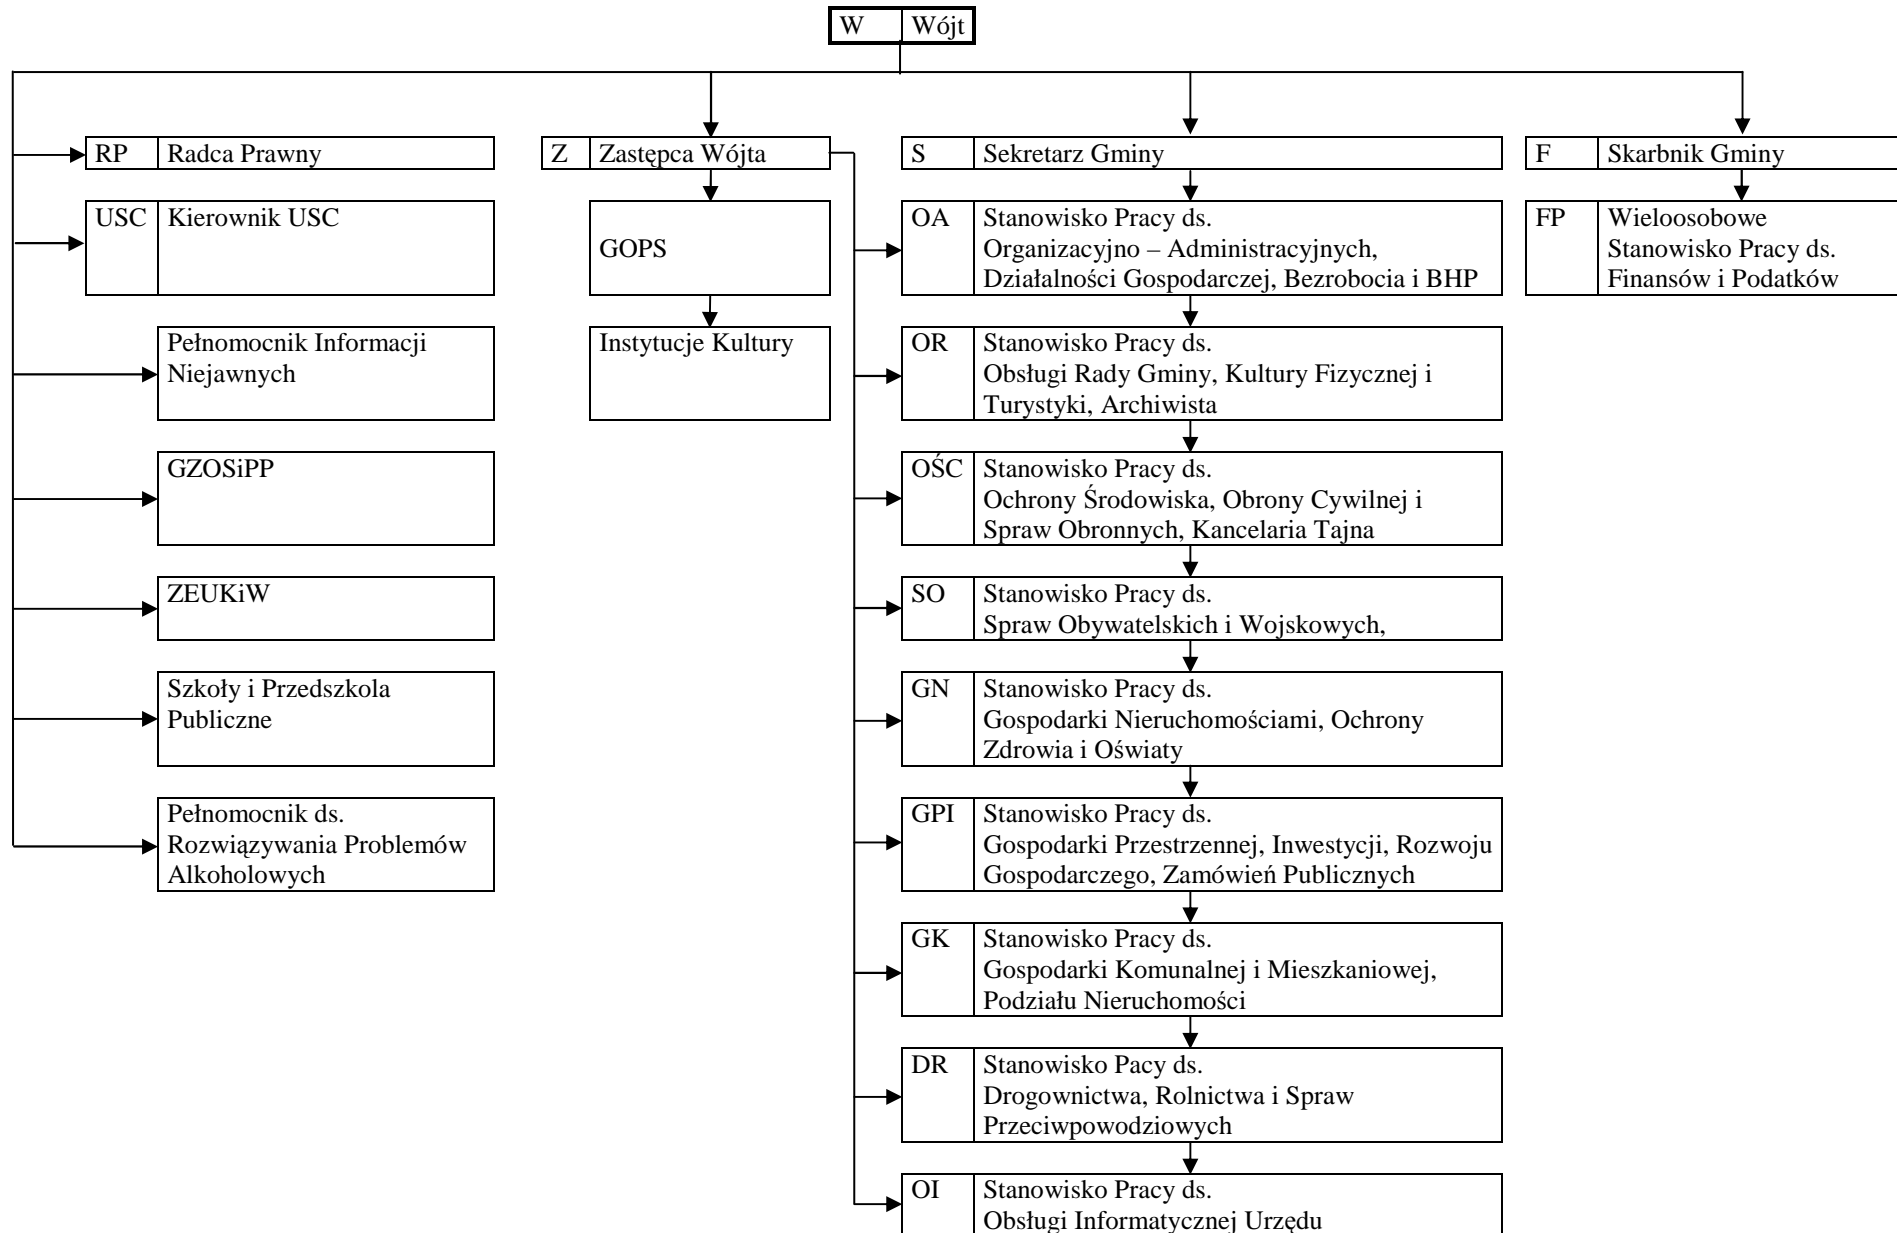 W Wójt
RP Radca Prawny
USC Kierownik USC
Pełnomocnik Informacji
Niejawnych
GZOSiPP
ZEUKiW
Szkoły i Przedszkola
Publiczne
Pełnomocnik ds.
Rozwiązywania Problemów
Alkoholowych
Z Zastępca Wójta
GOPS
Instytucje Kultury
S Sekretarz Gminy
OA Stanowisko Pracy ds.
Organizacyjno – Administracyjnych,
Działalności Gospodarczej, Bezrobocia i BHP
OR Stanowisko Pracy ds.
Obsługi Rady Gminy, Kultury Fizycznej i
Turystyki, Archiwista
OŚC Stanowisko Pracy ds.
Ochrony Środowiska, Obrony Cywilnej i
Spraw Obronnych, Kancelaria Tajna
SO Stanowisko Pracy ds.
Spraw Obywatelskich i Wojskowych,
GN Stanowisko Pracy ds.
Gospodarki Nieruchomościami, Ochrony
Zdrowia i Oświaty
GPI Stanowisko Pracy ds.
Gospodarki Przestrzennej, Inwestycji, Rozwoju
Gospodarczego, Zamówień Publicznych
GK Stanowisko Pracy ds.
Gospodarki Komunalnej i Mieszkaniowej,
Podziału Nieruchomości
DR Stanowisko Pacy ds.
Drogownictwa, Rolnictwa i Spraw
Przeciwpowodziowych
OI Stanowisko Pracy ds.
Obsługi Informatycznej Urzędu
F Skarbnik Gminy
FP Wieloosobowe
Stanowisko Pracy ds.
Finansów i Podatków